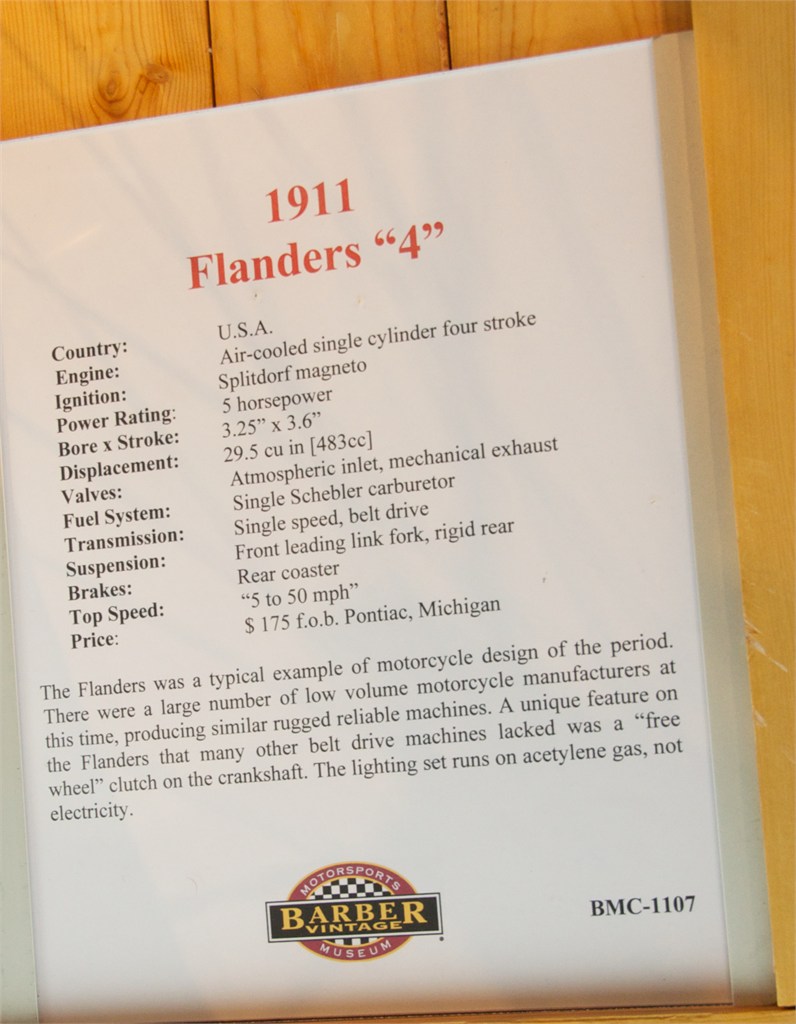 1911
Flanders “4”
Country: U.S.A.
Engine: Air-cooled single cylinder four stroke
Ignition: Splitdorf magneto
Power Rating: 5 horsepower
Bore x Stroke: 3.25” x 3.6”
Displacement: 29.5 cu in [483cc]
Valves: Atmospheric inlet, mechanical exhaust
Fuel System: Single Schebler carburetor
Transmission: Single speed, belt drive
Suspension: Front leading link fork, rigid rear
Brakes: Rear coaster
Top Speed: “5 to 50 mph”
Price: $ 175 f.o.b. Pontiac, Michigan
The Flanders was a typical example of motorcycle design of the period.
There were a large number of low volume motorcycle manufacturers at
this time, producing similar rugged reliable machines. A unique feature on
the Flanders that many other belt drive machines lacked was a “free
wheel” clutch on the crankshaft. The lighting set runs on acetylene gas, not
electricity.
MOTORSPORTS
BARBER
VINTAGE
MUSEUM
BMC-1107